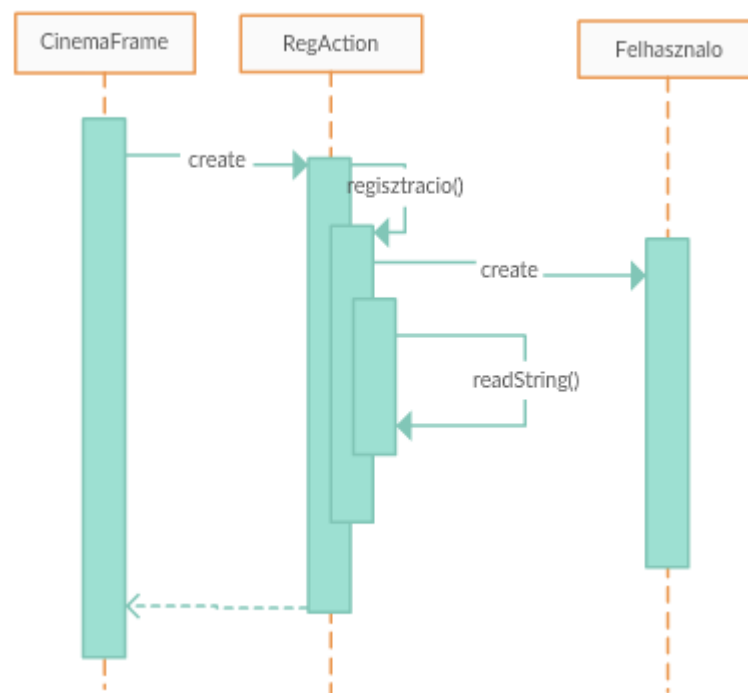 CinemaFrame
RegAction
Felhasznalo
create
regisztracio()
create
readString()